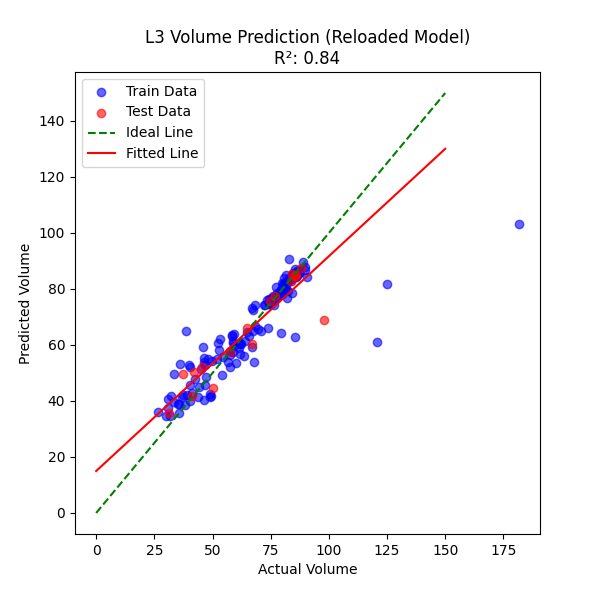 L3 Volume Prediction (Reloaded Model)
R²: 0.84
Train Data
Test Data
Ideal Line
Fitted Line
140
120
100
80
60
40
20
0
Predicted Volume
0 25 50 75 100 125 150 175
Actual Volume